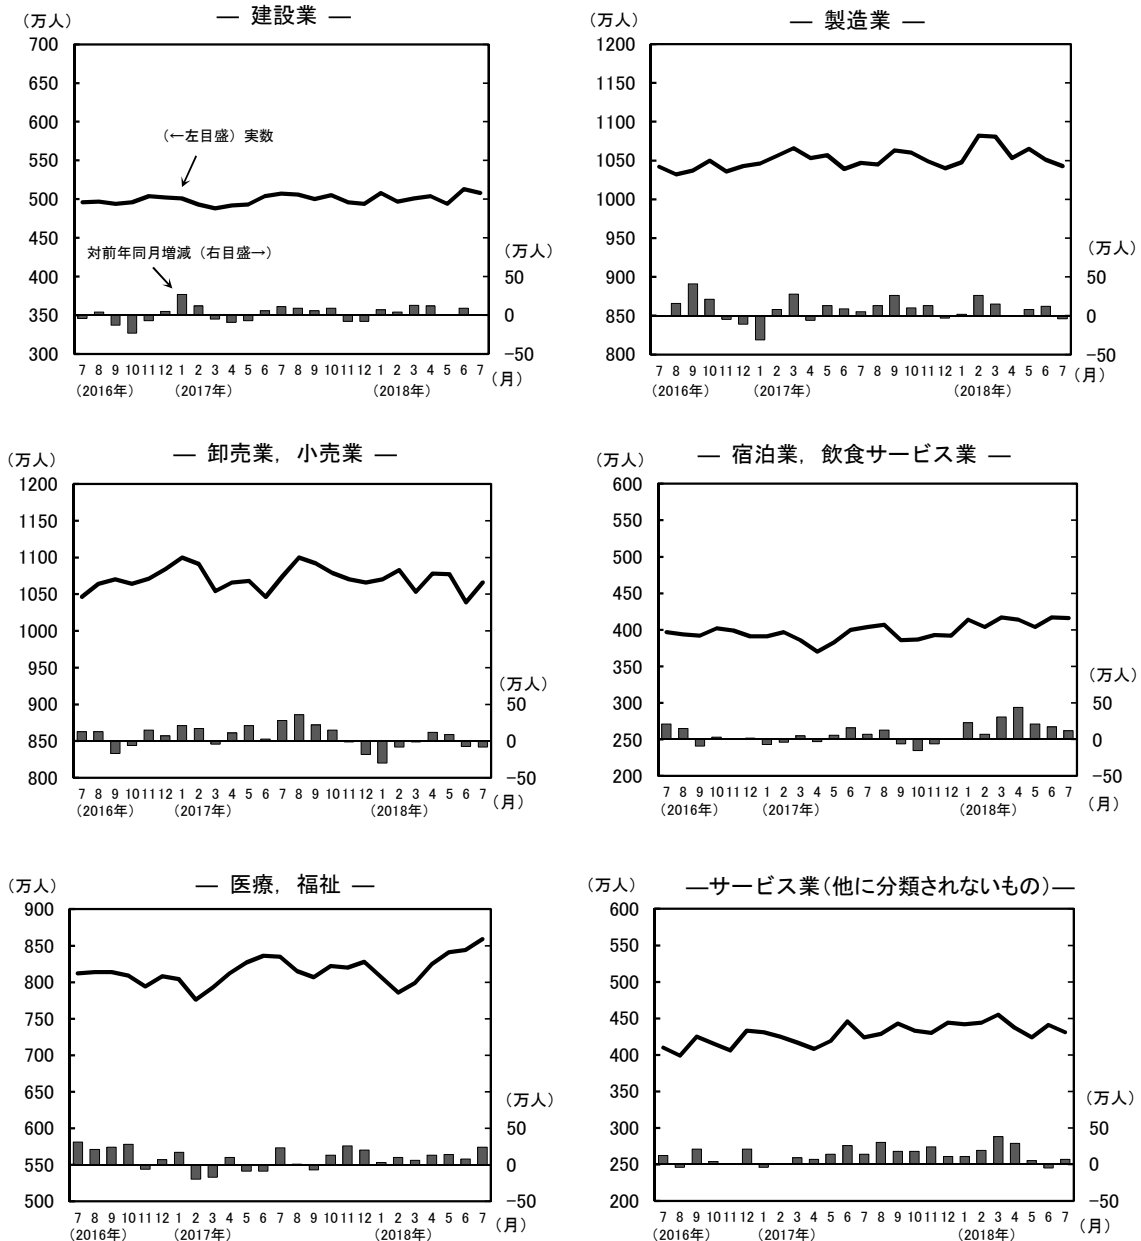 ― 建設業 ―
(万人)
700
650
600
550
500
450
400
350
300
(←左目盛) 実数
対前年同月増減 (右目盛→)
(万人)
50
0
-50
7 8 9 10 11 12 1 2 3 4 5 6 7 8 9 10 11 12 1 2 3 4 5 6 7 (月)
(2016年) (2017年) (2018年)
― 製造業 ―
(万人)
1200
1150
1100
1050
1000
950
900
850
800
(万人)
50
0
-50
7 8 9 10 11 12 1 2 3 4 5 6 7 8 9 10 11 12 1 2 3 4 5 6 7 (月)
(2016年) (2017年) (2018年)
― 卸売業, 小売業 ―
(万人)
1200
1100
1050
1000
950
900
850
800
(万人)
50
0
-50
7 8 9 10 11 12 1 2 3 4 5 6 7 8 9 10 11 12 1 2 3 4 5 6 7 (月)
(2016年) (2017年) (2018年)
― 宿泊業, 飲食サービス業 ―
(万人)
600
550
500
450
400
350
300
250
200
(万人)
50
0
-50
7 8 9 10 11 12 1 2 3 4 5 6 7 8 9 10 11 12 1 2 3 4 5 6 7 (月)
(2016年) (2017年) (2018年)
― 医療, 福祉 ―
(万人)
900
850
800
750
700
650
600
550
500
(万人)
50
0
-50
7 8 9 10 11 12 1 2 3 4 5 6 7 8 9 10 11 12 1 2 3 4 5 6 7 (月)
(2016年) (2017年) (2018年)
―サービス業(他に分類されないもの)―
(万人)
600
550
500
450
400
350
300
250
200
(万人)
50
0
-50
7 8 9 10 11 12 1 2 3 4 5 6 7 8 9 10 11 12 1 2 3 4 5 6 7 (月)
(2016年) (2017年) (2018年)